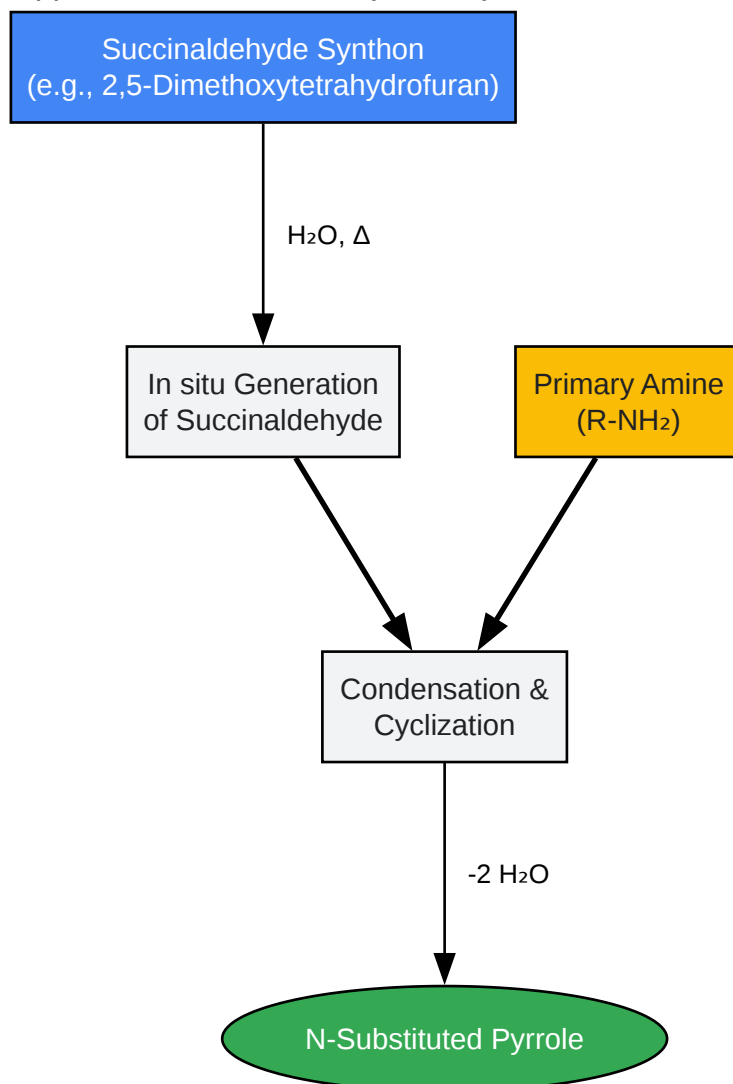 Succinaldehyde Synthon
(e.g., 2,5-Dimethoxytetrahydrofuran)
H₂O, Δ
In situ Generation
of Succinaldehyde
Primary Amine
(R-NH₂)
Condensation &
Cyclization
-2 H₂O
N-Substituted Pyrrole